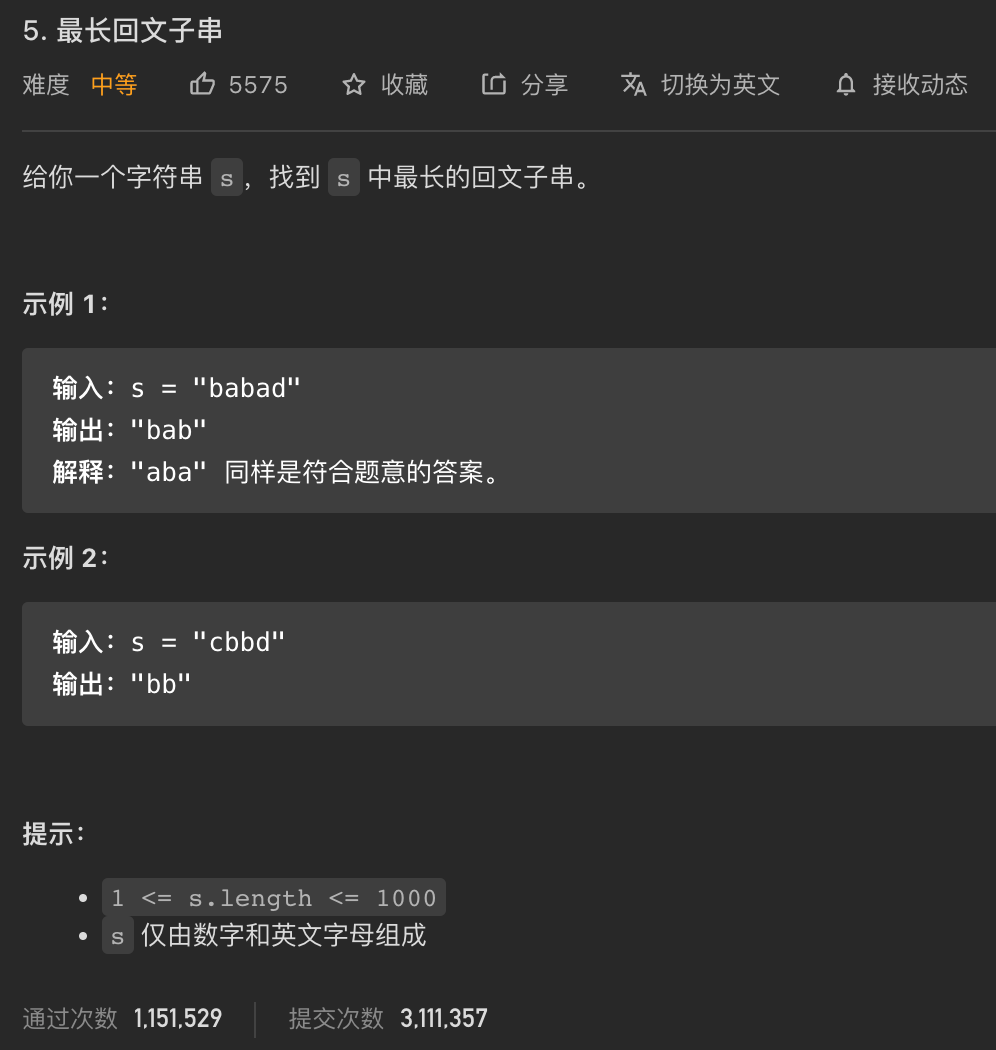 5. 最长回文子串
难度 中等 5575 收藏 分享 切换为英文 接收动态
给你一个字符串 s，找到 s 中最长的回文子串。
示例 1：
输入：s = "babad"
输出："bab"
解释："aba" 同样是符合题意的答案。
示例 2：
输入：s = "cbbd"
输出："bb"
提示：
1 <= s.length <= 1000
s 仅由数字和英文字母组成
通过次数 1,151,529 提交次数 3,111,357